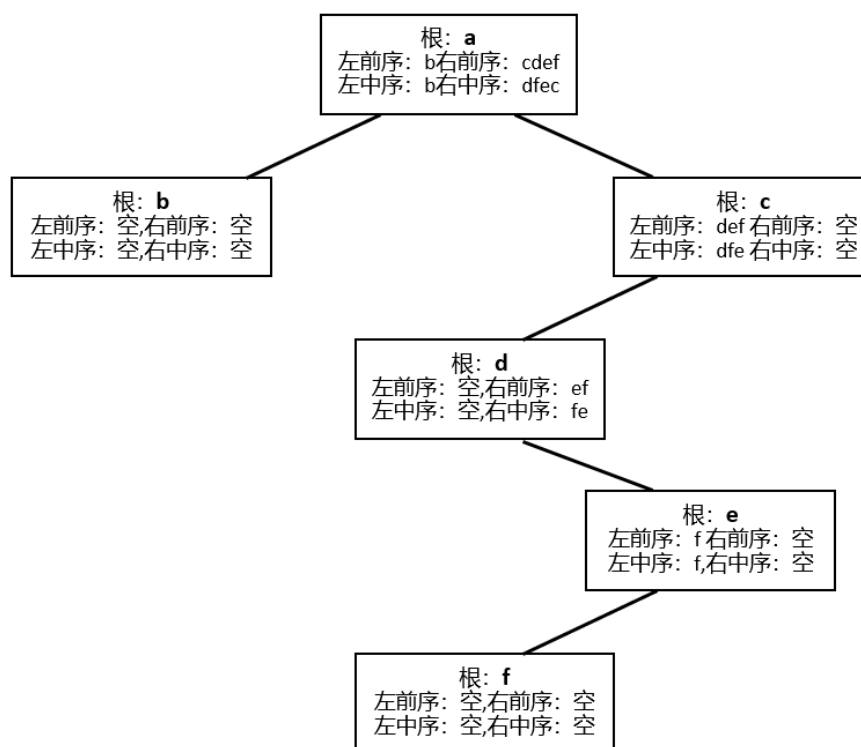 根：a
左前序：b右前序：cdef
左中序：b右中序：dfec
根：b
左前序：空,右前序：空
左中序：空,右中序：空
根：c
左前序：def 右前序：空
左中序：dfe 右中序：空
根：d
左前序：空,右前序：ef
左中序：空,右中序：fe
根：e
左前序：f 右前序：空
左中序：f,右中序：空
根：f
左前序：空,右前序：空
左中序：空,右中序：空